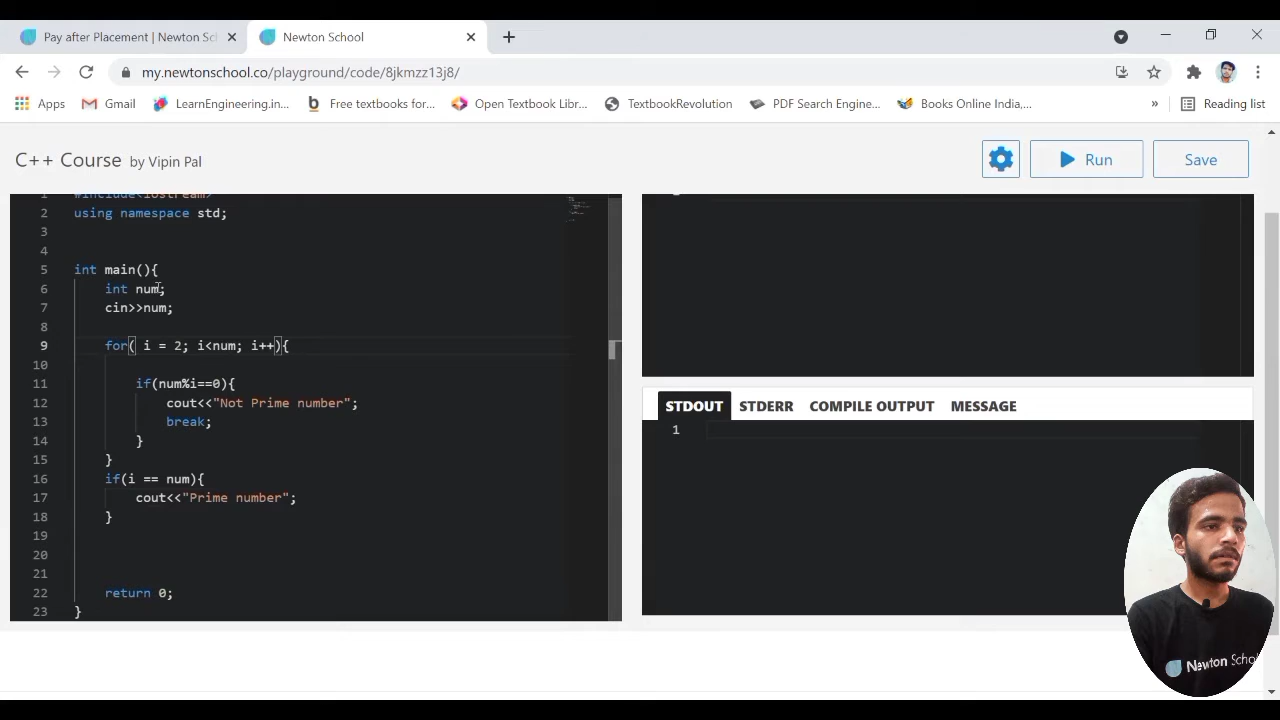 Pay after Placement | Newton Sc
Newton School
my.newtonschool.co/playground/code/8jkmzz13j8/
Apps
Gmail
LearnEngineering.in...
Free textbooks for...
Open Textbook Libr...
TextbookRevolution
PDF Search Engine...
Books Online India,...
»
Reading list
C++ Course by Vipin Pal
Run
Save
1 #include<iostream>
2 using namespace std;
3
4
5 int main(){
6 int num;
7 cin>>num;
8
9 for( i = 2; i<num; i++){
10
11 if(num%i==0){
12 cout<<"Not Prime number";
13 break;
14 }
15 }
16 if(i == num){
17 cout<<"Prime number";
18 }
19
20
21
22 return 0;
23 }
STDOUT STDERR COMPILE OUTPUT MESSAGE
1
Newton Scho